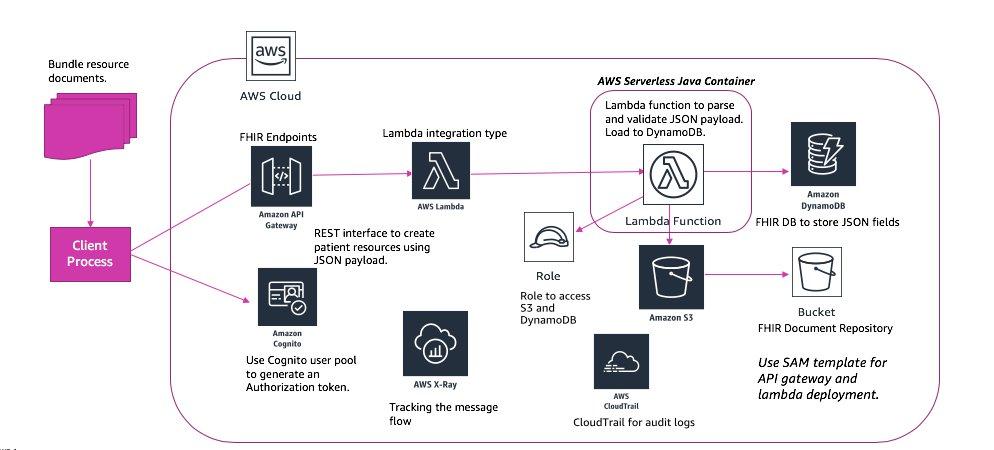 Bundle resource
documents.
Client
Process
aws
AWS Cloud
FHIR Endpoints
Amazon API
Gateway
REST interface to create
patient resources using
JSON payload.
Amazon
Cognito
Use Cognito user pool
to generate an
Authorization token.
Lambda integration type
AWS Lambda
AWS X-Ray
Tracking the message
flow
AWS Serverless Java Container
Lambda function to parse
and validate JSON payload.
Load to DynamoDB.
Lambda Function
Role
Role to access
S3 and
DynamoDB
Amazon S3
AWS
CloudTrail
CloudTrail for audit logs
Amazon
DynamoDB
FHIR DB to store JSON fields
Bucket
FHIR Document Repository
Use SAM template for
API gateway and
lambda deployment.